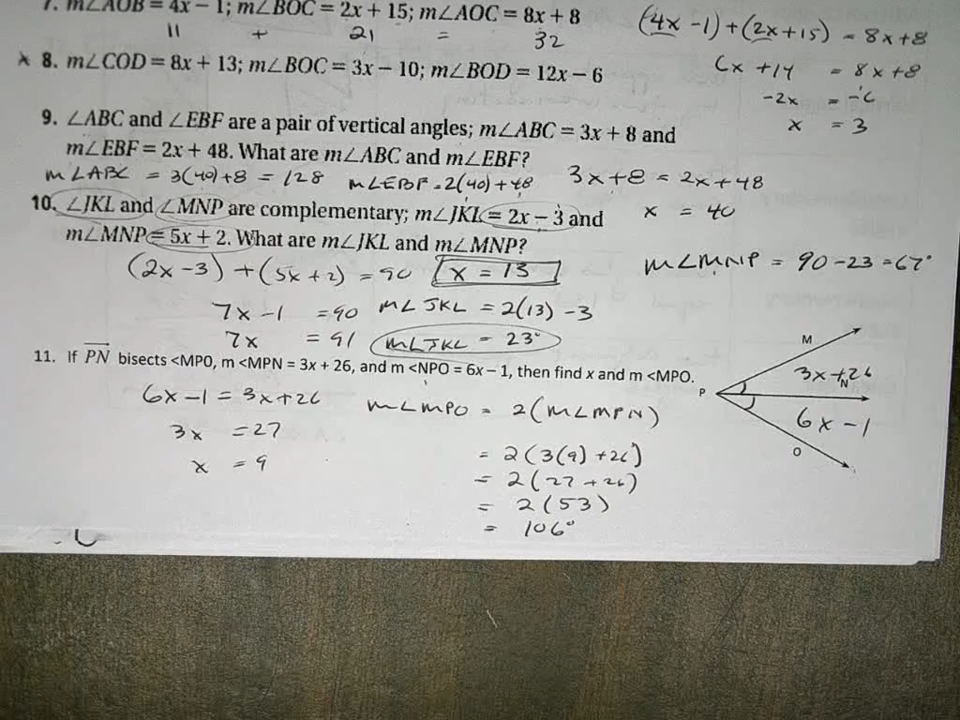 7. m∠AOB = 4x − 1; m∠BOC = 2x + 15; m∠AOC = 8x + 8
11 + 21 = 32
(4x − 1) + (2x + 15) = 8x + 8
6x + 14 = 8x + 8
-2x = -6
x = 3
* 8. m∠COD = 8x + 13; m∠BOC = 3x − 10; m∠BOD = 12x − 6
9. ∠ABC and ∠EBF are a pair of vertical angles; m∠ABC = 3x + 8 and
m∠EBF = 2x + 48. What are m∠ABC and m∠EBF?
m∠ABC = 3(40)+8 = 128 m∠EBF = 2(40)+48
3x+8 = 2x+48
x = 40
10. ∠JKL and ∠MNP are complementary; m∠JKL = 2x − 3 and
m∠MNP = 5x + 2. What are m∠JKL and m∠MNP?
(2x−3) + (5x+2) = 90 x = 13
m∠MNP = 90 − 23 = 67°
7x − 1 = 90 m∠JKL = 2(13) − 3
7x = 91 m∠JKL = 23°
11. If PN bisects <MPO, m <MPN = 3x + 26, and m <NPO = 6x − 1, then find x and m <MPO.
6x−1 = 3x+26
3x = 27
x = 9
m∠MPO = 2(m∠MPN)
= 2(3(9)+26)
= 2(27+26)
= 2(53)
= 106°
M
3x+26
N
P
6x−1
O